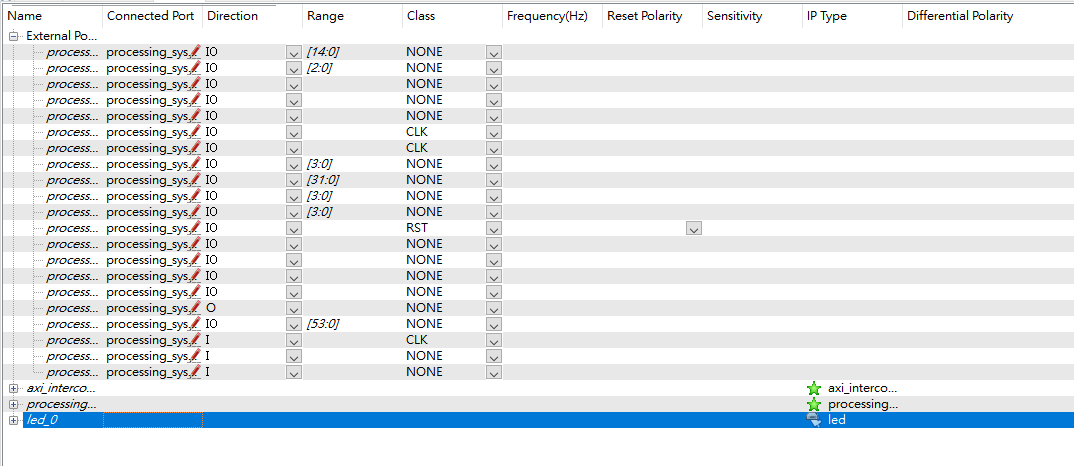 Name Connected Port Direction Range Class Frequency(Hz) Reset Polarity Sensitivity IP Type Differential Polarity
External Po...
process... processing_sys IO [14:0] NONE
process... processing_sys IO [2:0] NONE
process... processing_sys IO NONE
process... processing_sys IO NONE
process... processing_sys IO NONE
process... processing_sys IO CLK
process... processing_sys IO CLK
process... processing_sys IO [3:0] NONE
process... processing_sys IO [31:0] NONE
process... processing_sys IO [3:0] NONE
process... processing_sys IO [3:0] NONE
process... processing_sys IO RST
process... processing_sys IO NONE
process... processing_sys IO NONE
process... processing_sys IO NONE
process... processing_sys IO NONE
process... processing_sys O NONE
process... processing_sys IO [53:0] NONE
process... processing_sys I CLK
process... processing_sys I NONE
process... processing_sys I NONE
axi_interco... axi_interco...
processing... processing...
led_0 led